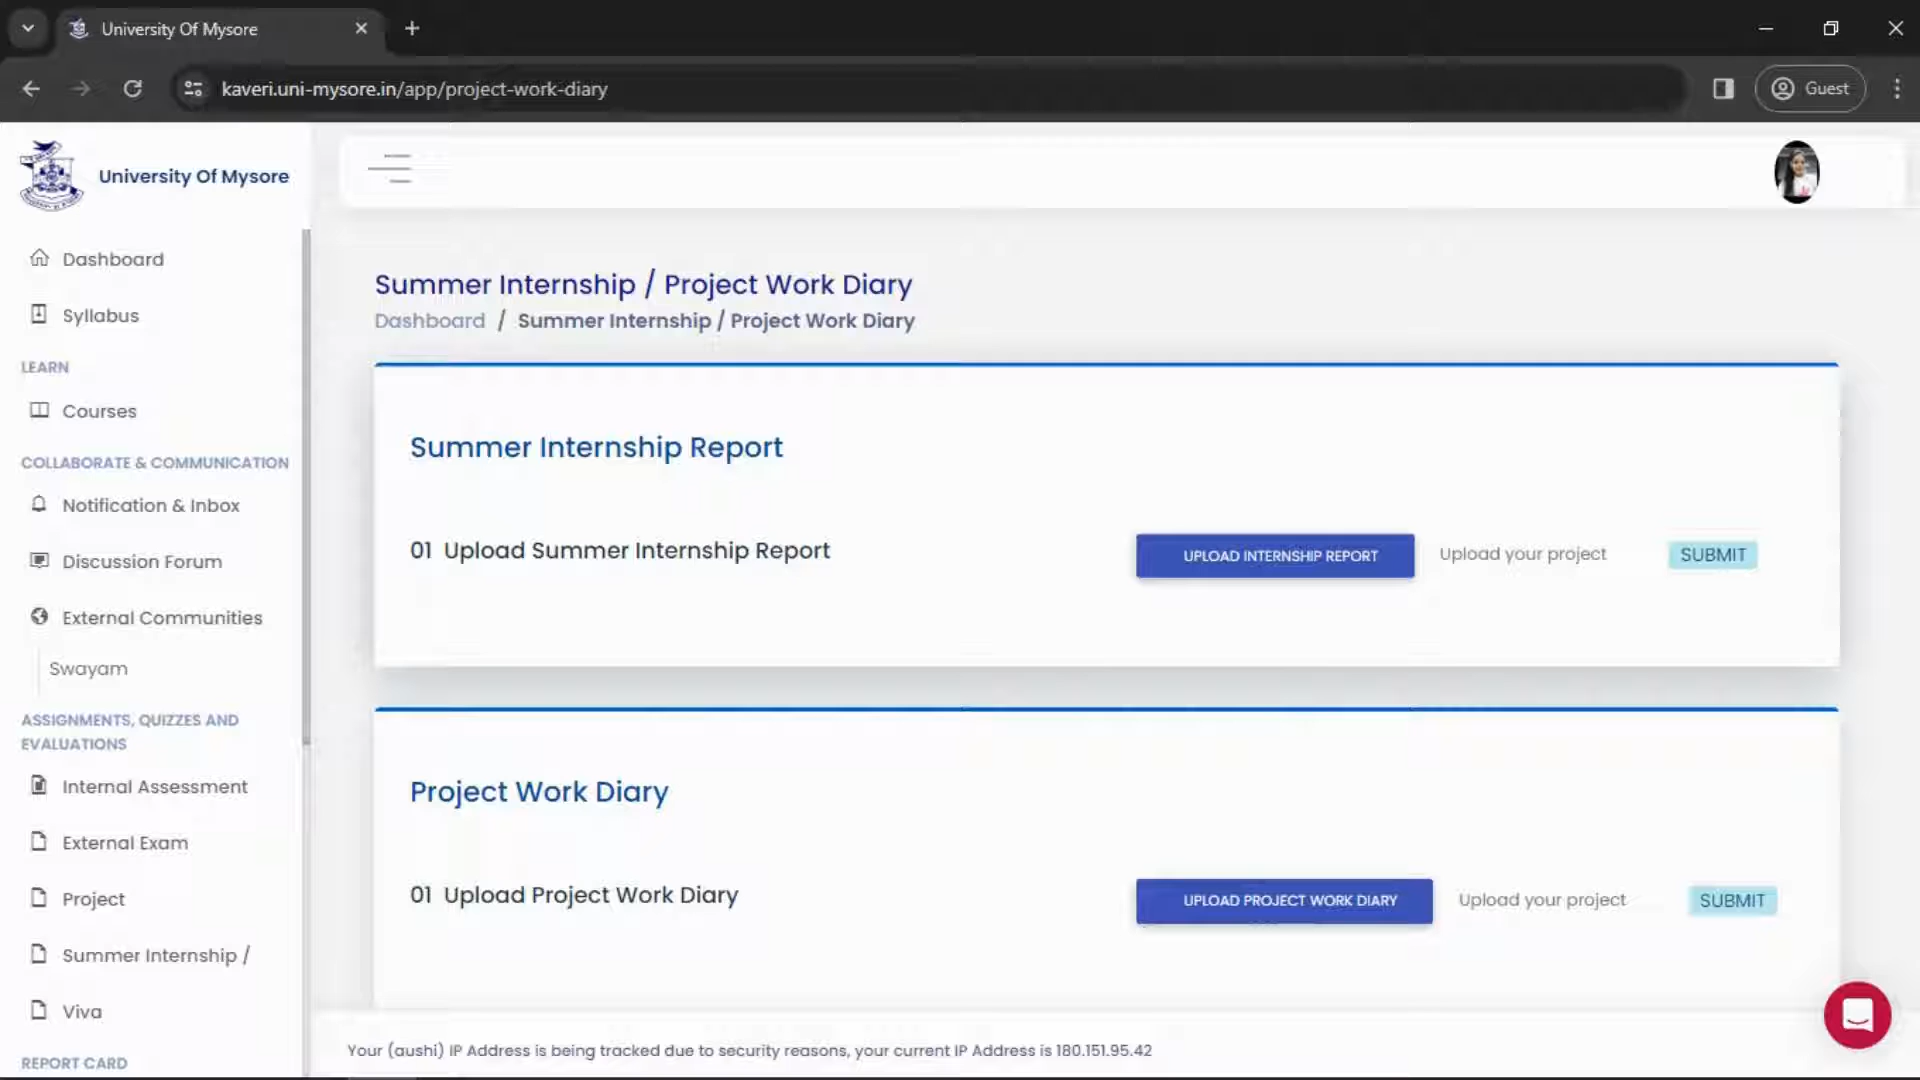 University Of Mysore
kaveri.uni-mysore.in/app/project-work-diary
Guest
University Of Mysore
Dashboard
Syllabus
LEARN
Courses
COLLABORATE & COMMUNICATION
Notification & Inbox
Discussion Forum
External Communities
Swayam
ASSIGNMENTS, QUIZZES AND
EVALUATIONS
Internal Assessment
External Exam
Project
Summer Internship /
Viva
REPORT CARD
Summer Internship / Project Work Diary
Dashboard / Summer Internship / Project Work Diary
Summer Internship Report
01 Upload Summer Internship Report
UPLOAD INTERNSHIP REPORT
Upload your project
SUBMIT
Project Work Diary
01 Upload Project Work Diary
UPLOAD PROJECT WORK DIARY
Upload your project
SUBMIT
Your (aushi) IP Address is being tracked due to security reasons, your current IP Address is 180.151.95.42